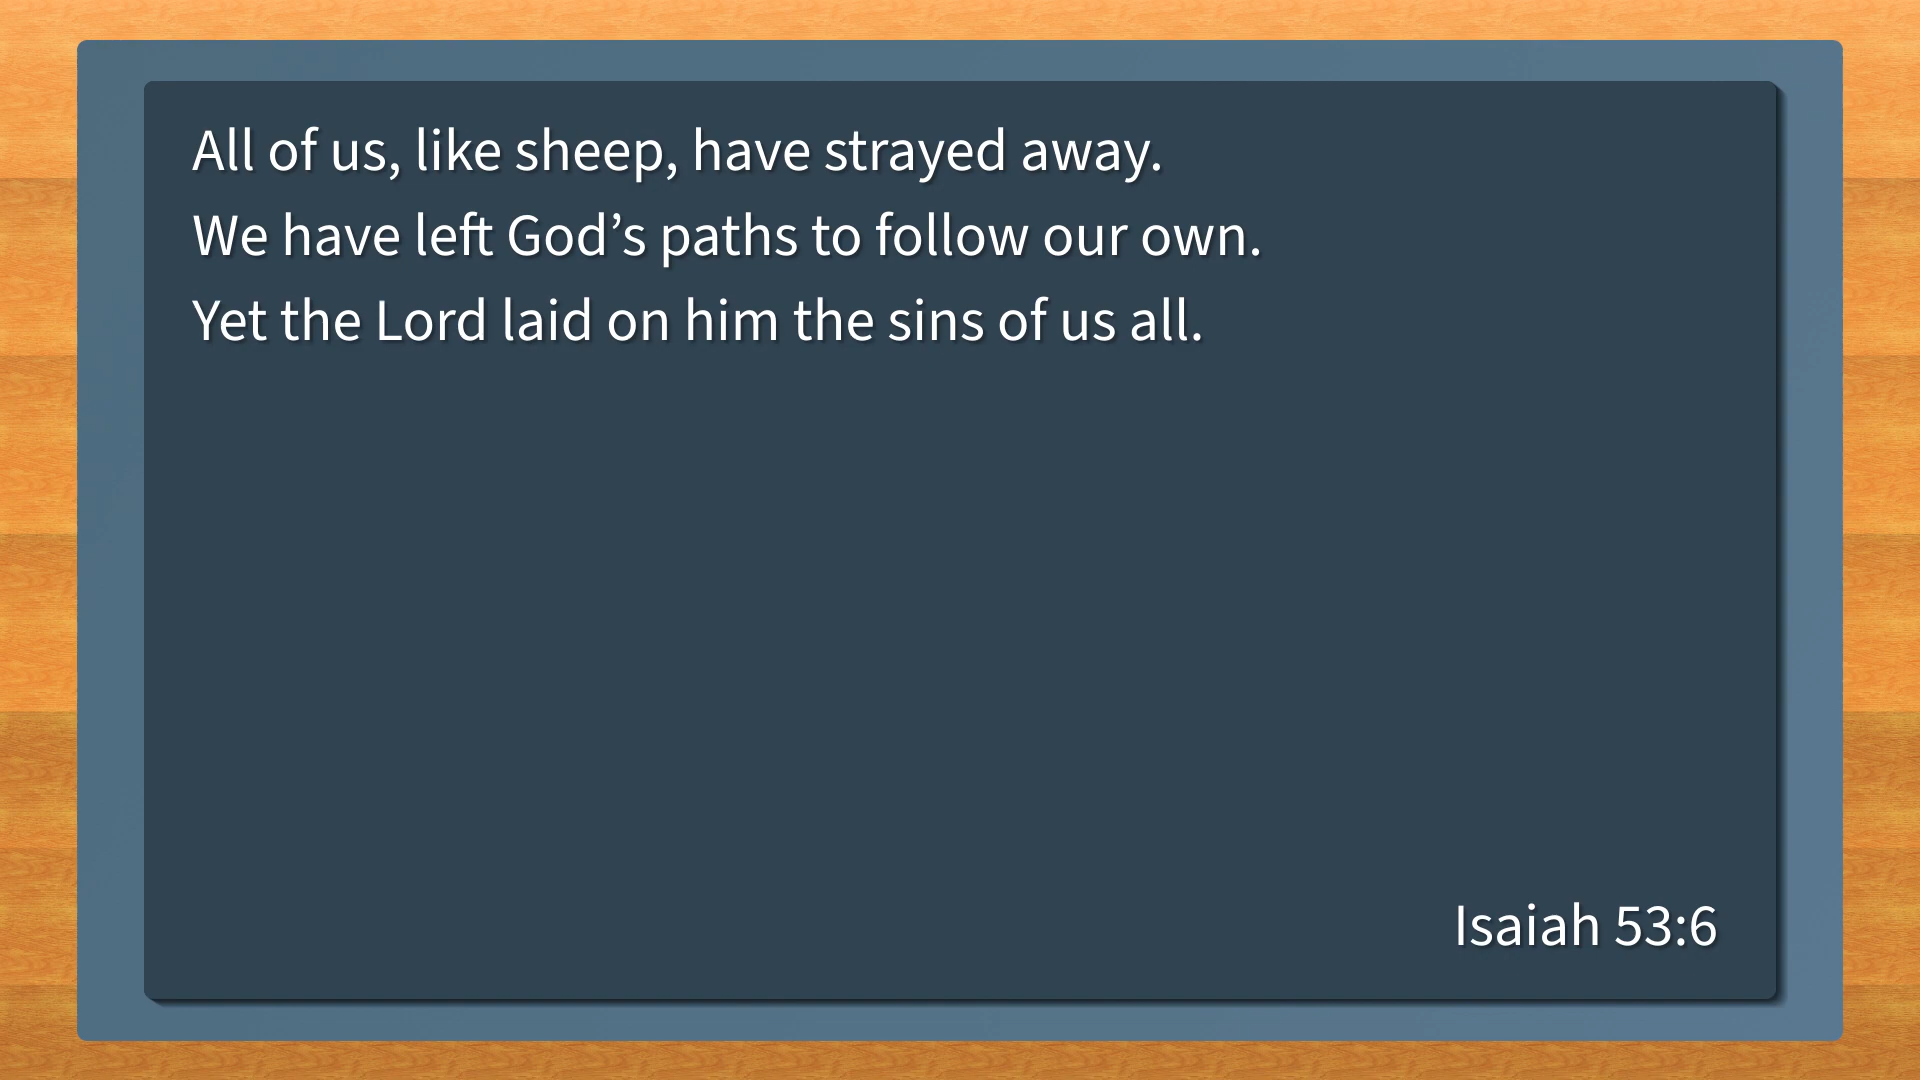 All of us, like sheep, have strayed away.
We have left God’s paths to follow our own.
Yet the Lord laid on him the sins of us all.
Isaiah 53:6